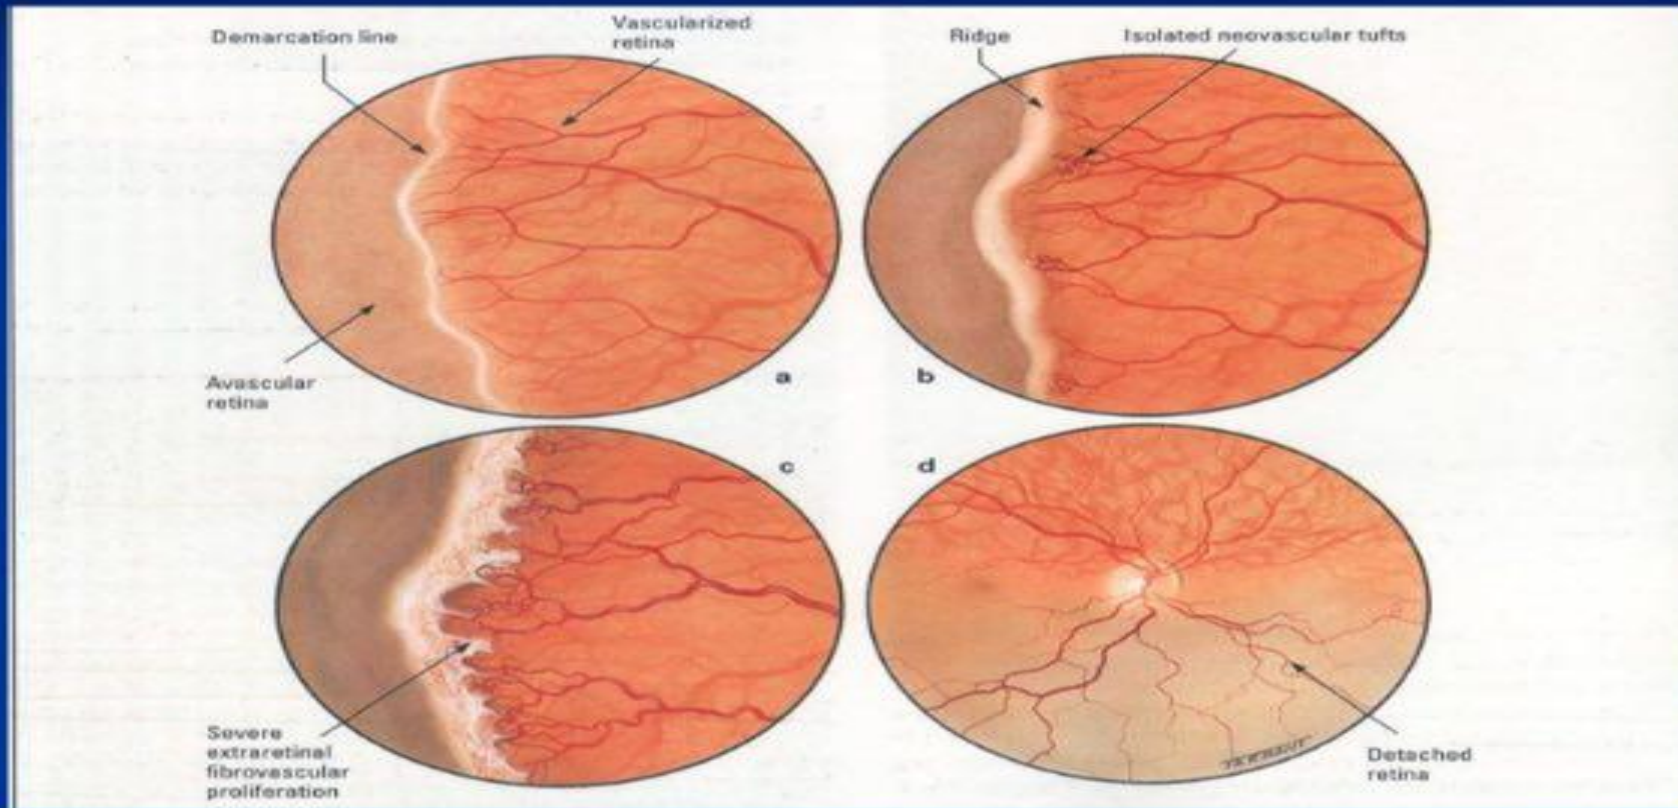 Demarcation line
Vascularized
retina
Ridge
Isolated neovascular tufts
Avascular
retina
a
b
c
d
Severe
extraretinal
fibrovascular
proliferation
Detached
retina